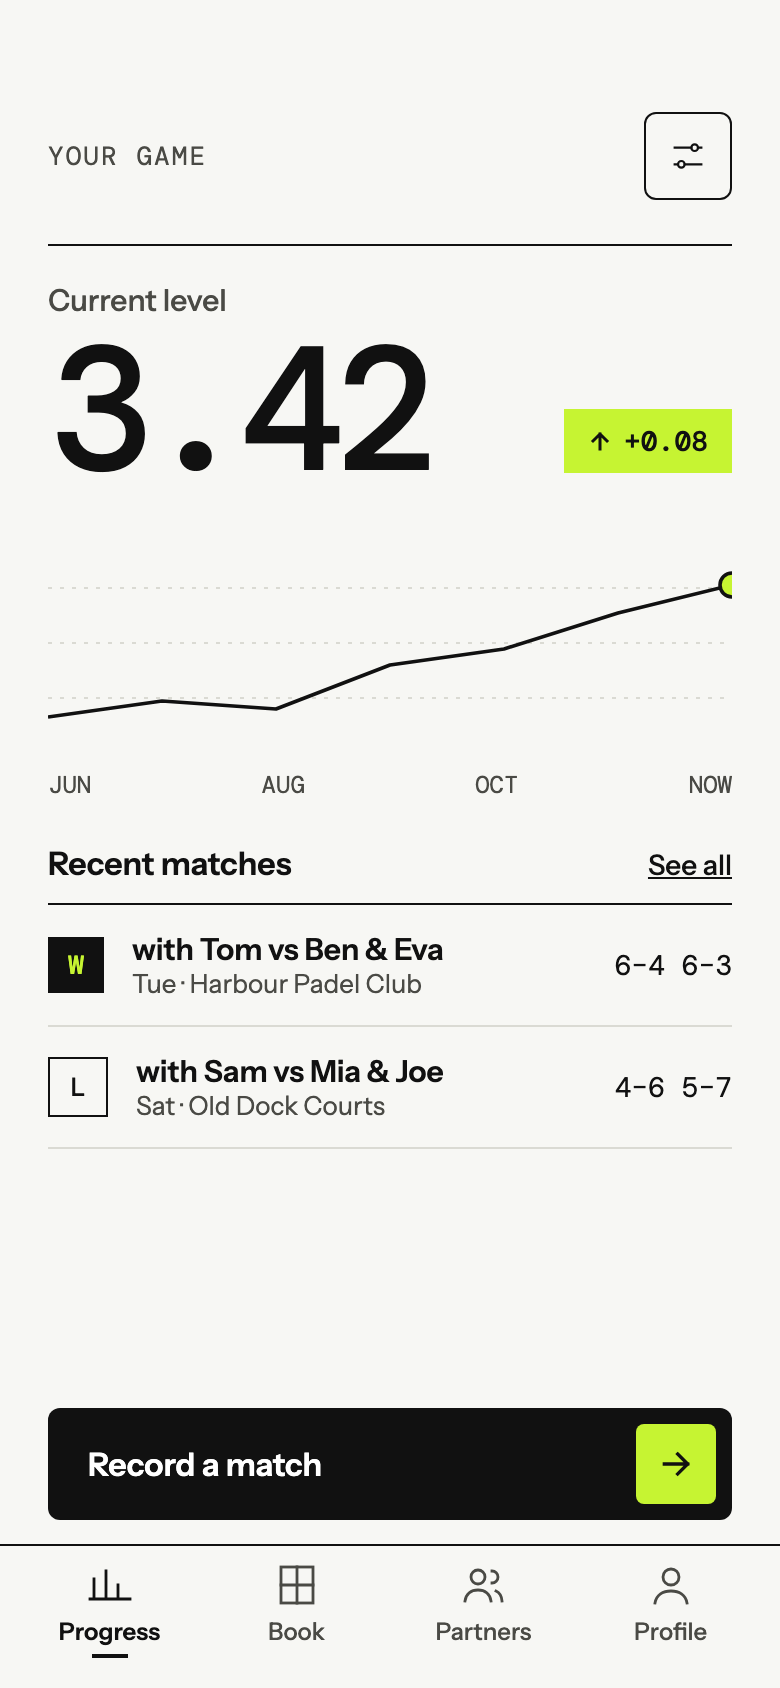 YOUR GAME
Current level
3.42
↑ +0.08
JUN AUG OCT NOW
Recent matches See all
W with Tom vs Ben & Eva 6–4 6–3
Tue · Harbour Padel Club
L with Sam vs Mia & Joe 4–6 5–7
Sat · Old Dock Courts
Record a match →
Progress Book Partners Profile